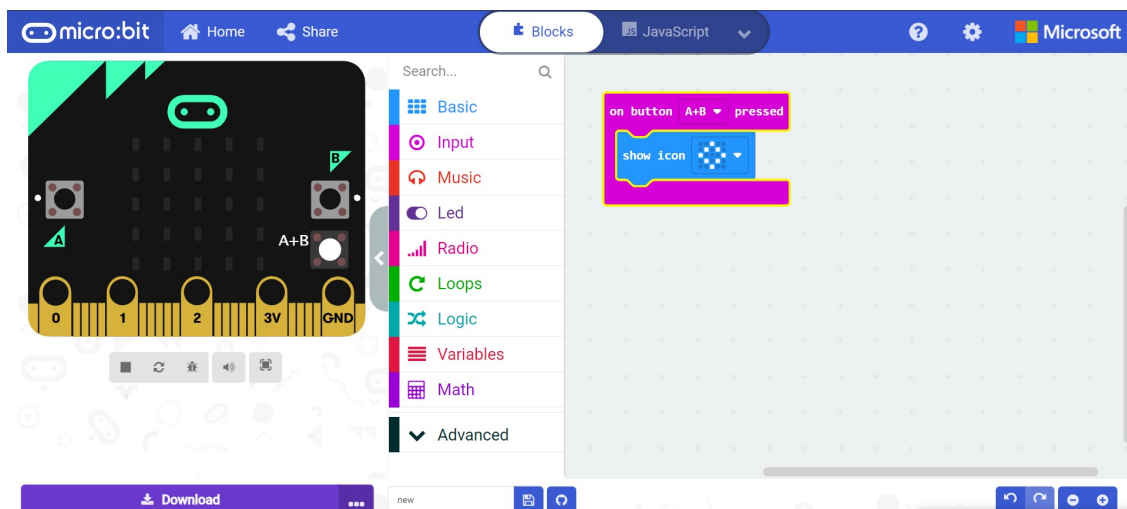 micro:bit Home Share Blocks JS JavaScript ? Microsoft
Search...
Basic
Input
Music
Led
Radio
Loops
Logic
Variables
Math
Advanced
B
A
A+B
0 1 2 3V GND
on button A+B pressed
show icon
Download ...
new